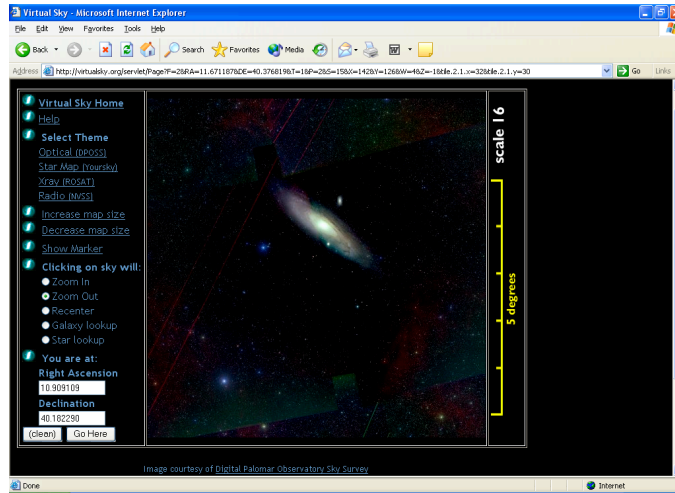 Virtual Sky - Microsoft Internet Explorer
File Edit View Favorites Tools Help
Back Search Favorites Media
Address http://virtualsky.org/servlet/Page?F=2&RA=11.671187&DE=40.376819&T=1&P=2&S=15&X=142&Y=126&W=4&Z=-1&tile.2.1.x=32&tile.2.1.y=30 Go Links
Virtual Sky Home
Help
Select Theme
Optical (DPOSS)
Star Map (Yoursky)
Xray (ROSAT)
Radio (NVSS)
Increase map size
Decrease map size
Show Marker
Clicking on sky will:
Zoom In
Zoom Out
Recenter
Galaxy lookup
Star lookup
You are at:
Right Ascension
10.909109
Declination
40.182290
(clean) Go Here
scale 16
5 degrees
Image courtesy of Digital Palomar Observatory Sky Survey
Done Internet